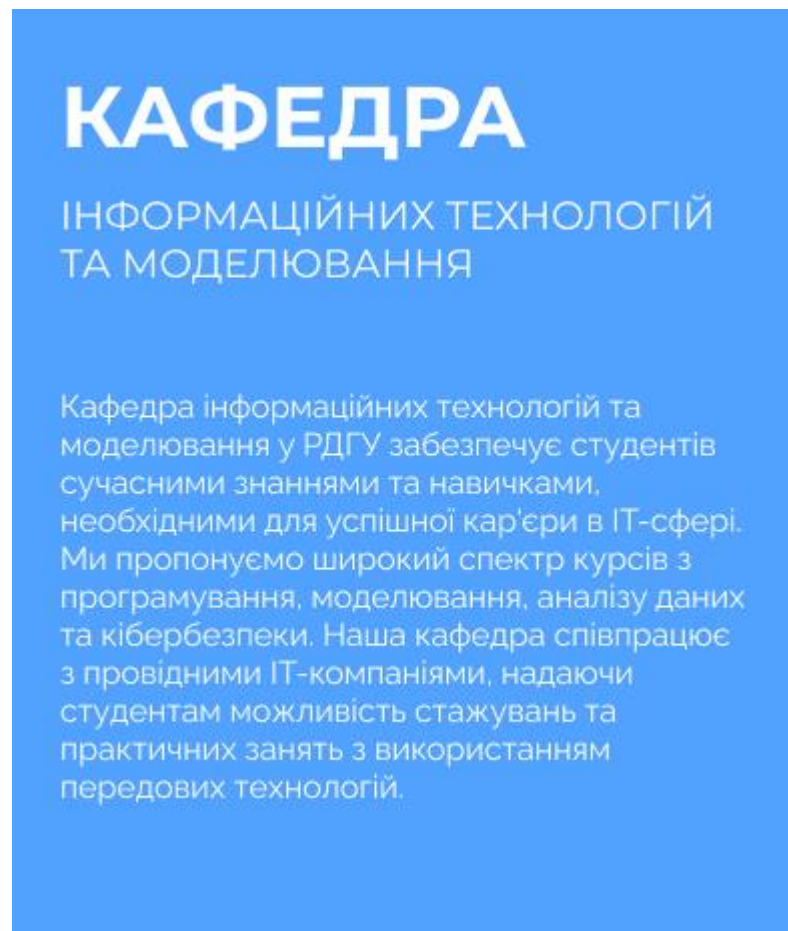 КАФЕДРА
ІНФОРМАЦІЙНИХ ТЕХНОЛОГІЙ
ТА МОДЕЛЮВАННЯ
Кафедра інформаційних технологій та
моделювання у РДГУ забезпечує студентів
сучасними знаннями та навичками,
необхідними для успішної кар'єри в ІТ-сфері.
Ми пропонуємо широкий спектр курсів з
програмування, моделювання, аналізу даних
та кібербезпеки. Наша кафедра співпрацює
з провідними ІТ-компаніями, надаючи
студентам можливість стажувань та
практичних занять з використанням
передових технологій.